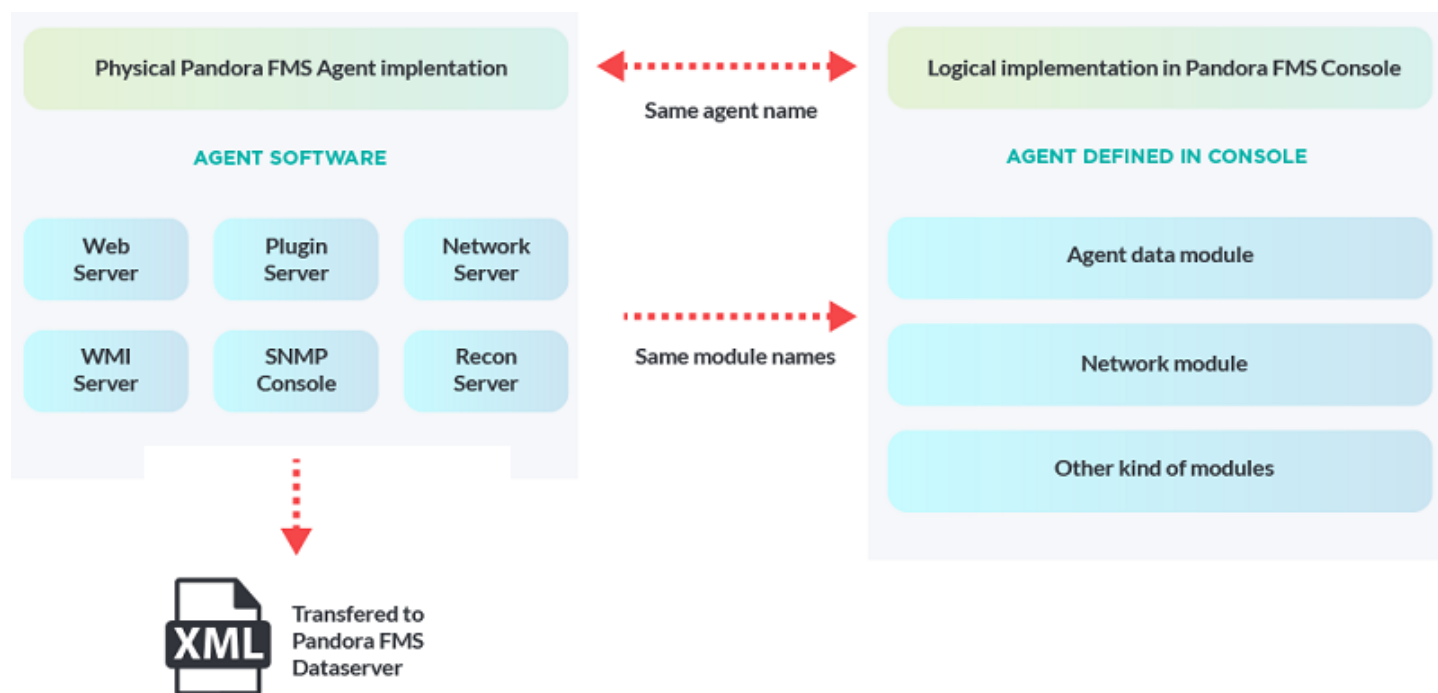 Physical Pandora FMS Agent implentation
AGENT SOFTWARE
Web
Server
Plugin
Server
Network
Server
WMI
Server
SNMP
Console
Recon
Server
XML
Transfered to
Pandora FMS
Dataserver
Same agent name
Same module names
Logical implementation in Pandora FMS Console
AGENT DEFINED IN CONSOLE
Agent data module
Network module
Other kind of modules